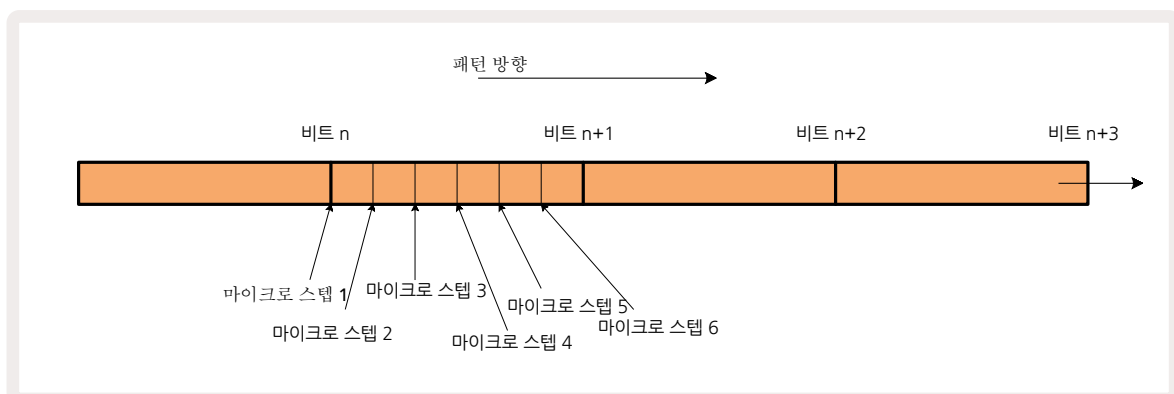 패턴 방향
비트 n
비트 n+1
비트 n+2
비트 n+3
마이크로 스텝 1
마이크로 스텝 2
마이크로 스텝 3
마이크로 스텝 4
마이크로 스텝 5
마이크로 스텝 6